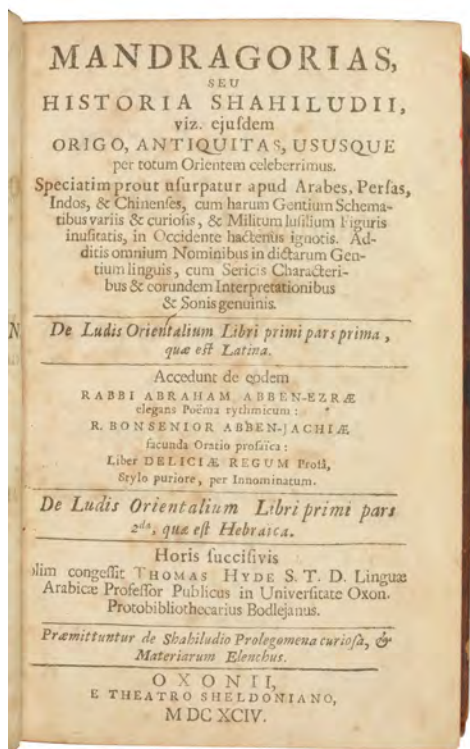 MANDRAGORIAS,
SEU
HISTORIA SHAHILUDII,
viz. ejuſdem
ORIGO, ANTIQUITAS, USUSQUE
per totum Orientem celeberrimus.
Speciatim prout uſurpatur apud Arabes, Perſas,
Indos, & Chinenſes, cum harum Gentium Schema-
tibus variis & curioſis, & Militum luſilium Figuris
inuſitatis, in Occidente hactenus ignotis. Ad-
ditis omnium Nominibus in dictarum Gen-
tium linguis, cum Sericis Characteri-
bus & eorundem Interpretationibus
& Sonis genuinis.
De Ludis Orientalium Libri primi pars prima,
quæ eſt Latina.
Accedunt de eodem
RABBI ABRAHAM ABBEN-EZRÆ
elegans Poëma rythmicum:
R. BONSENIOR ABBEN-JACHIÆ
facunda Oratio proſaïca:
Liber DELICIÆ REGUM Proſâ,
Stylo puriore, per Innominatum.
De Ludis Orientalium Libri primi pars
2da, quæ eſt Hebraica.
Horis ſucciſivis
olim congeſſit THOMAS HYDE S. T. D. Linguæ
Arabicæ Profeſſor Publicus in Univerſitate Oxon.
Protobibliothecarius Bodlejanus.
Præmittuntur de Shahiludio Prolegomena curioſa, &
Materiarum Elenchus.
OXONII,
E THEATRO SHELDONIANO,
M DC XCIV.